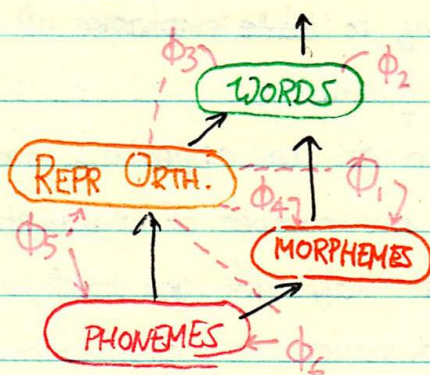 Φ3
WORDS
Φ2
REPR ORTH.
Φ1
Φ4
Φ5
MORPHEMES
PHONEMES
Φ6